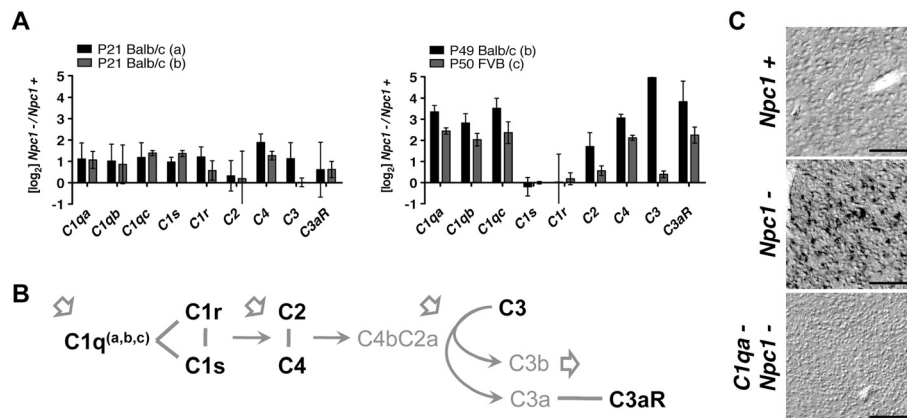 A
P21 Balb/c (a)
P21 Balb/c (b)
[log2] Npc1 - / Npc1 +
5
4
3
2
1
0
-1
C1qa C1qb C1qc C1s C1r C2 C4 C3 C3aR
P49 Balb/c (b)
P50 FVB (c)
5
4
3
2
1
0
-1
C1qa C1qb C1qc C1s C1r C2 C4 C3 C3aR
B
C1q(a,b,c)
C1r
C1s
C2
C4
C4bC2a
C3
C3b
C3a
C3aR
C
Npc1 +
Npc1 -
C1qa -
Npc1 -